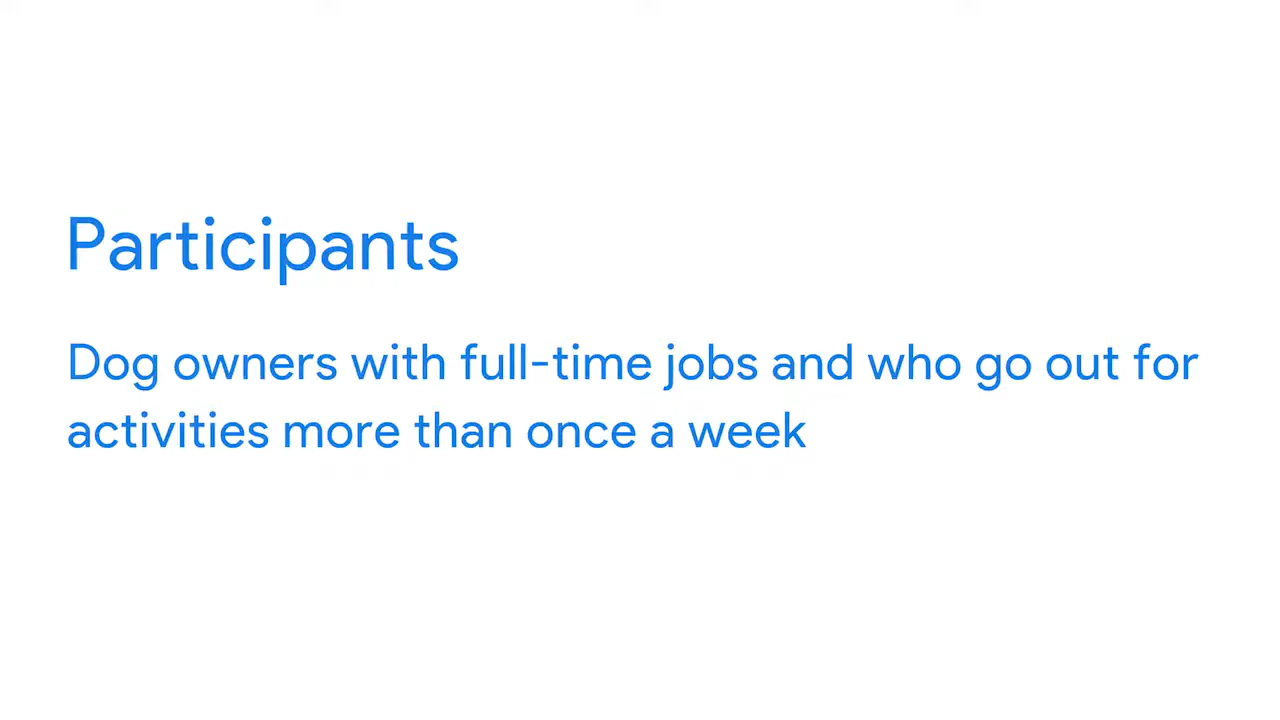 Participants
Dog owners with full-time jobs and who go out for
activities more than once a week